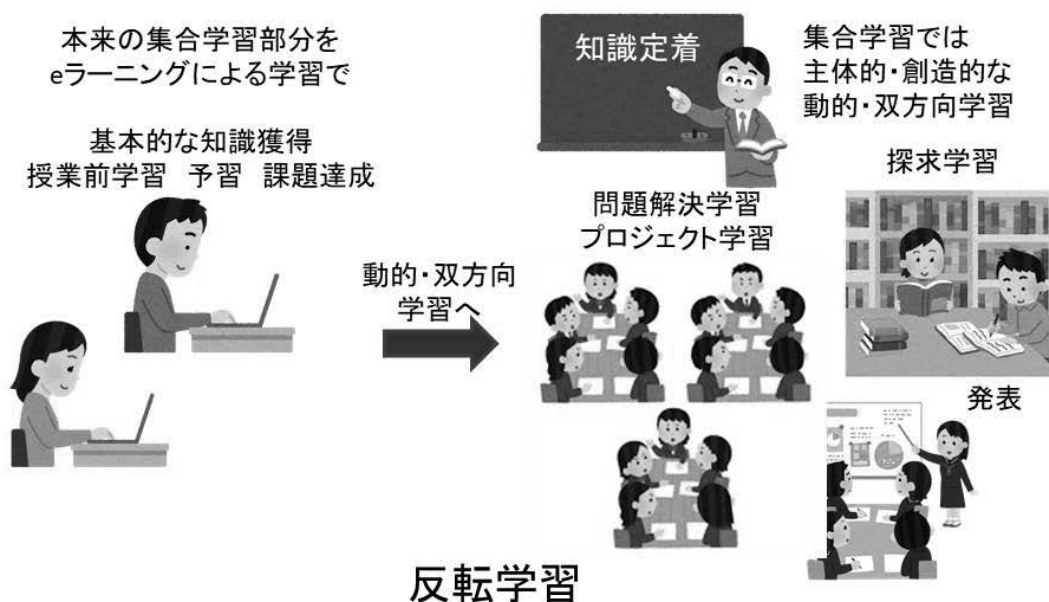 本来の集合学習部分を
eラーニングによる学習で
基本的な知識獲得
授業前学習　予習　課題達成
動的・双方向
学習へ
知識定着
集合学習では
主体的・創造的な
動的・双方向学習
探求学習
問題解決学習
プロジェクト学習
発表
反転学習